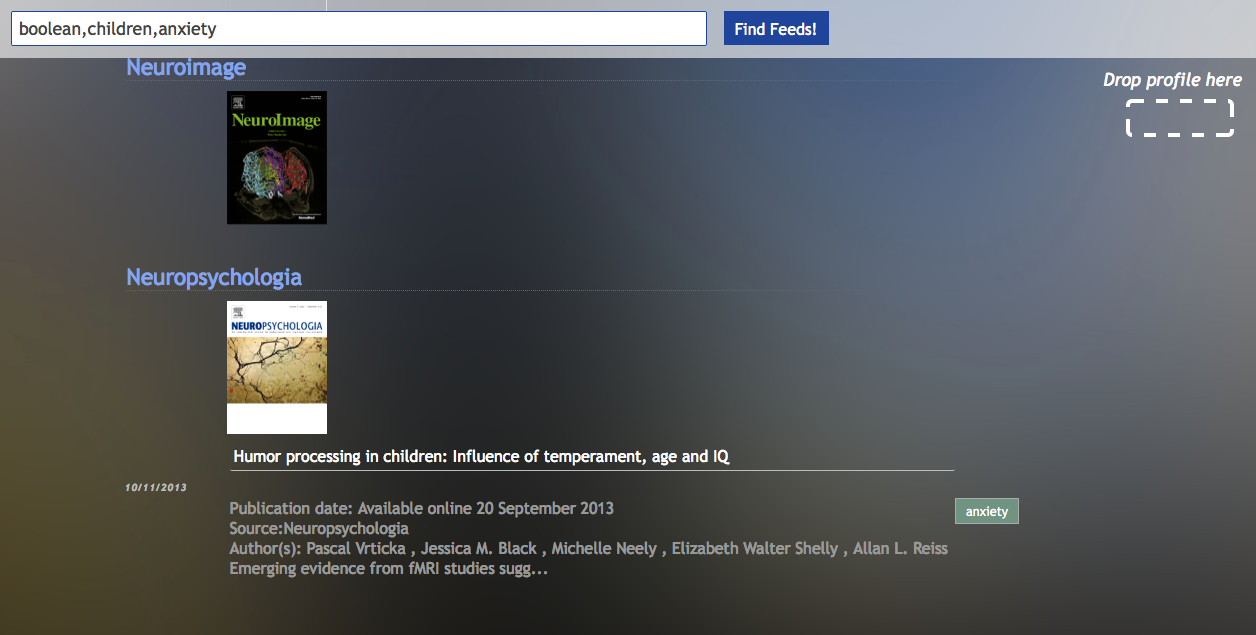 boolean,children,anxiety
Find Feeds!
Neuroimage
Drop profile here
NeuroImage
Neuropsychologia
NEUROPSYCHOLOGIA
Humor processing in children: Influence of temperament, age and IQ
10/11/2013
Publication date: Available online 20 September 2013
anxiety
Source:Neuropsychologia
Author(s): Pascal Vrticka , Jessica M. Black , Michelle Neely , Elizabeth Walter Shelly , Allan L. Reiss
Emerging evidence from fMRI studies sugg...